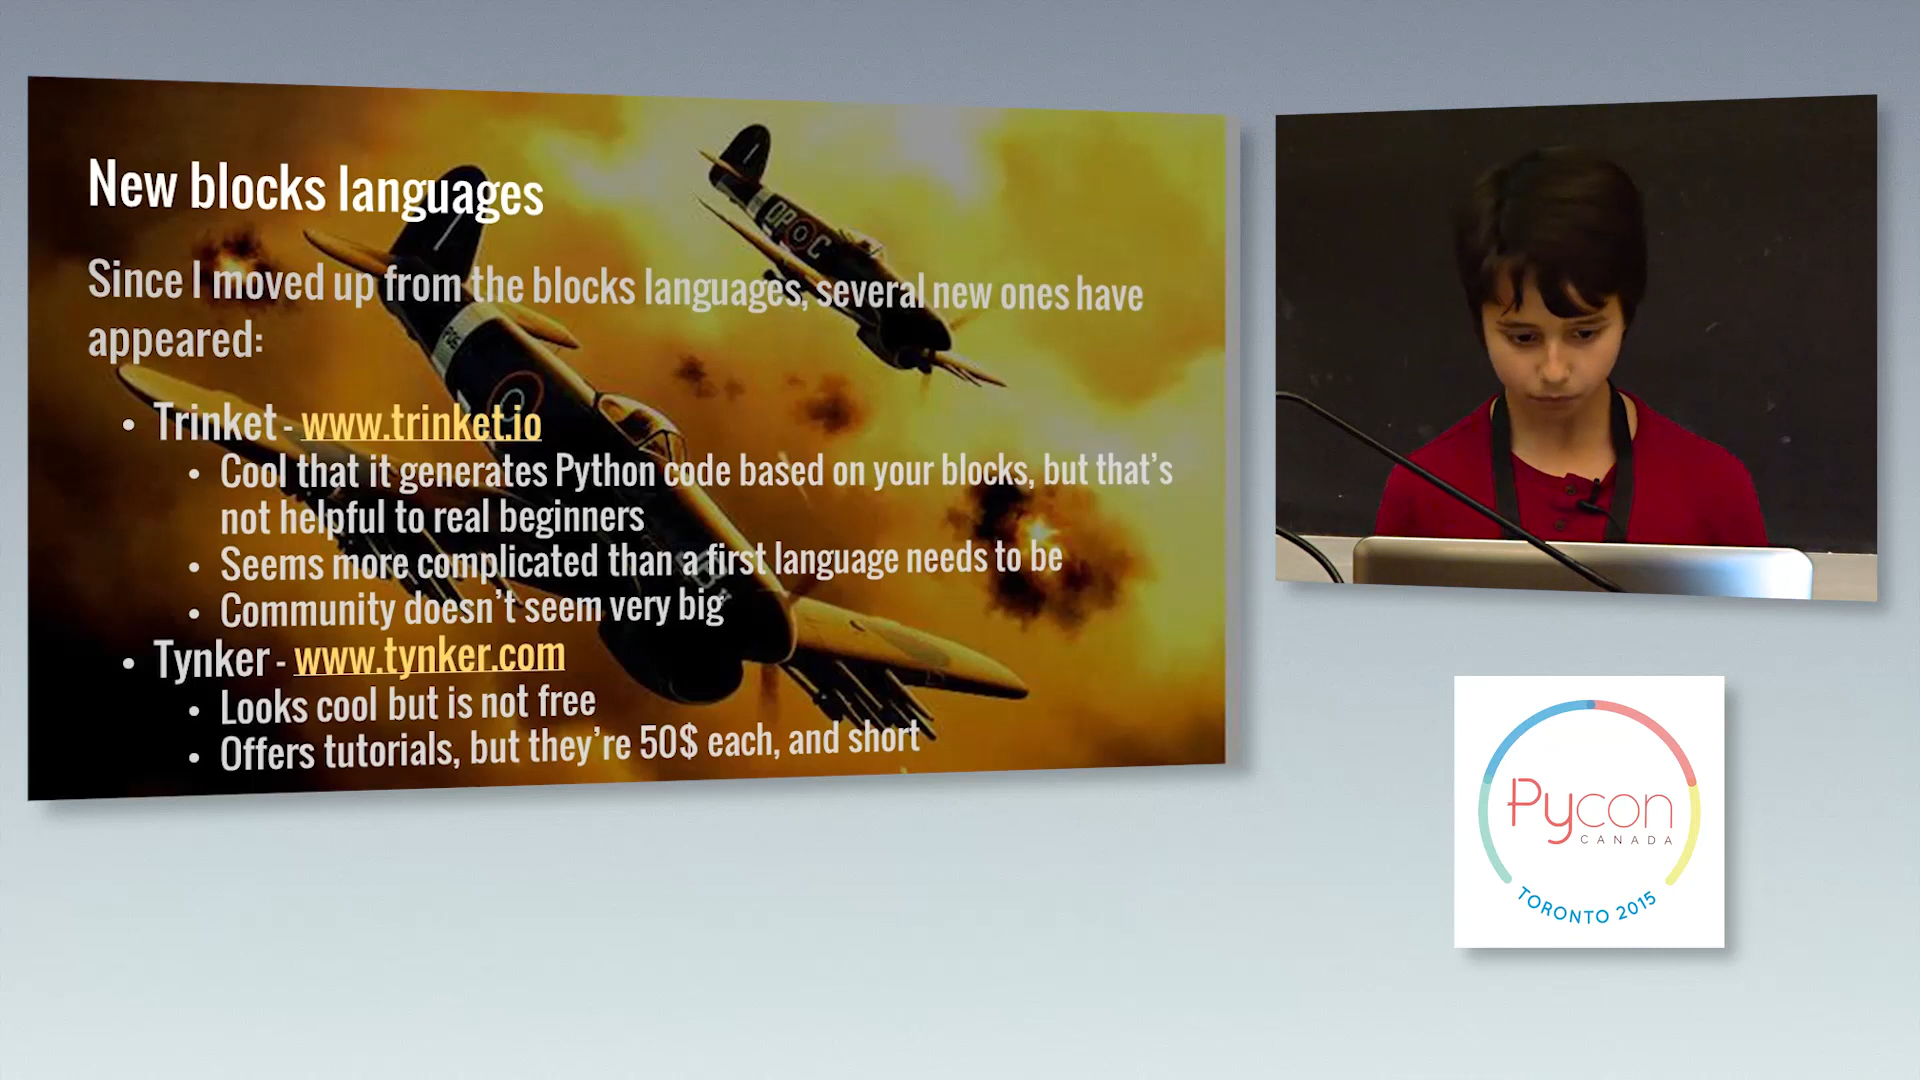 New blocks languages
Since I moved up from the blocks languages, several new ones have
appeared:
• Trinket - www.trinket.io
• Cool that it generates Python code based on your blocks, but that's
not helpful to real beginners
• Seems more complicated than a first language needs to be
• Community doesn't seem very big
• Tynker - www.tynker.com
• Looks cool but is not free
• Offers tutorials, but they're 50$ each, and short
Pycon
CANADA
TORONTO 2015